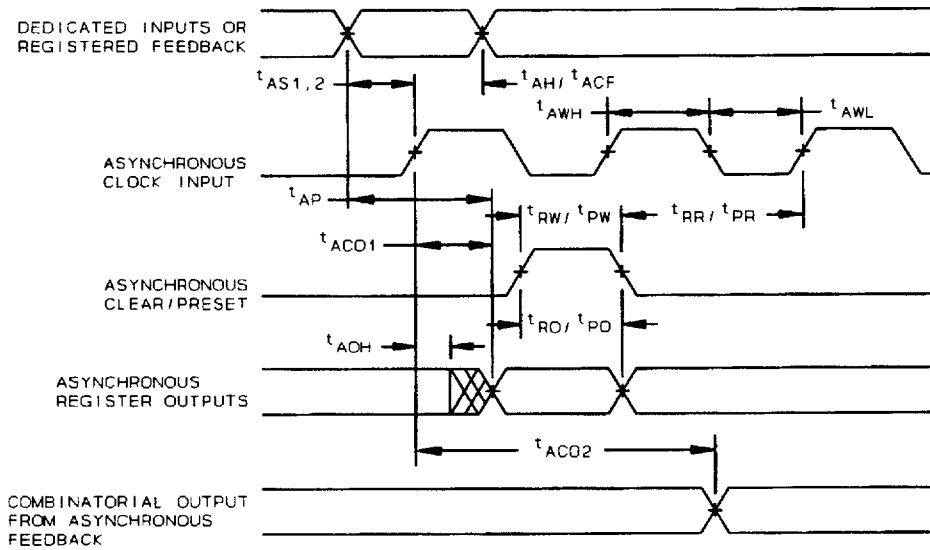 DEDICATED INPUTS OR
REGISTERED FEEDBACK
tAS1,2
tAH/ tACF
tAWH
tAWL
ASYNCHRONOUS
CLOCK INPUT
tAP
tRW/ tPW
tRR/ tPR
tACO1
ASYNCHRONOUS
CLEAR/PRESET
tRO/ tPO
tAOH
ASYNCHRONOUS
REGISTER OUTPUTS
tACO2
COMBINATORIAL OUTPUT
FROM ASYNCHRONOUS
FEEDBACK